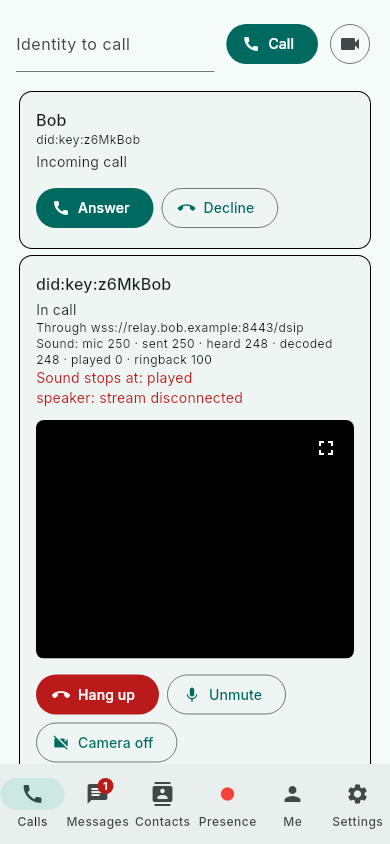 Identity to call
Call
Bob
did:key:z6MkBob
Incoming call
Answer
Decline
did:key:z6MkBob
In call
Through wss://relay.bob.example:8443/dsip
Sound: mic 250 · sent 250 · heard 248 · decoded
248 · played 0 · ringback 100
Sound stops at: played
speaker: stream disconnected
Hang up
Unmute
Camera off
1
Calls
Messages
Contacts
Presence
Me
Settings